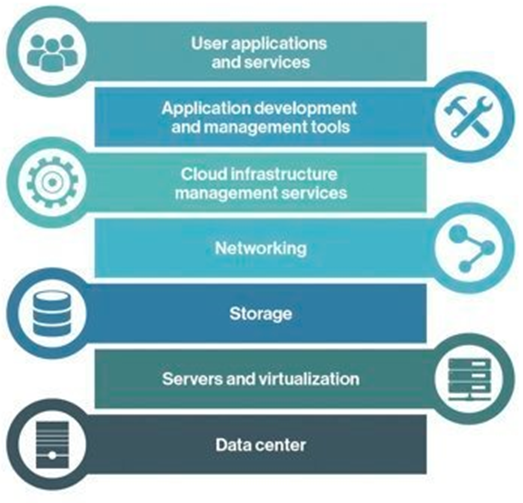 User applications
and services
Application development
and management tools
Cloud infrastructure
management services
Networking
Storage
Servers and virtualization
Data center